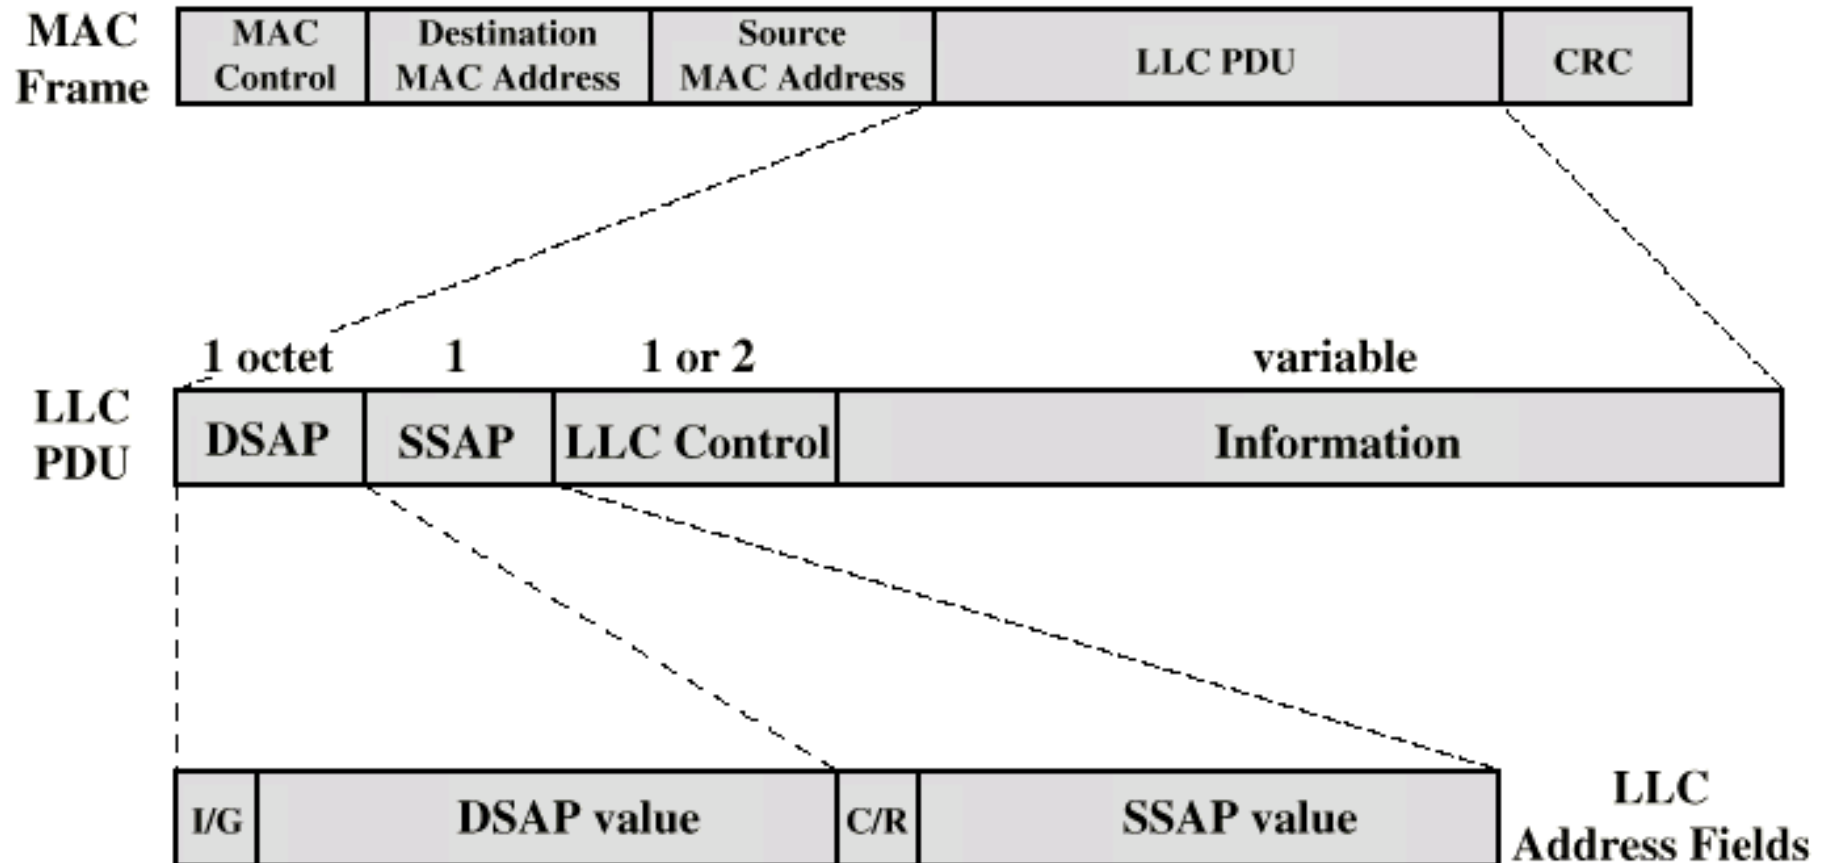 MAC
Frame
MAC
Control
Destination
MAC Address
Source
MAC Address
LLC PDU
CRC
1 octet
1
1 or 2
variable
LLC
PDU
DSAP
SSAP
LLC Control
Information
I/G
DSAP value
C/R
SSAP value
LLC
Address Fields